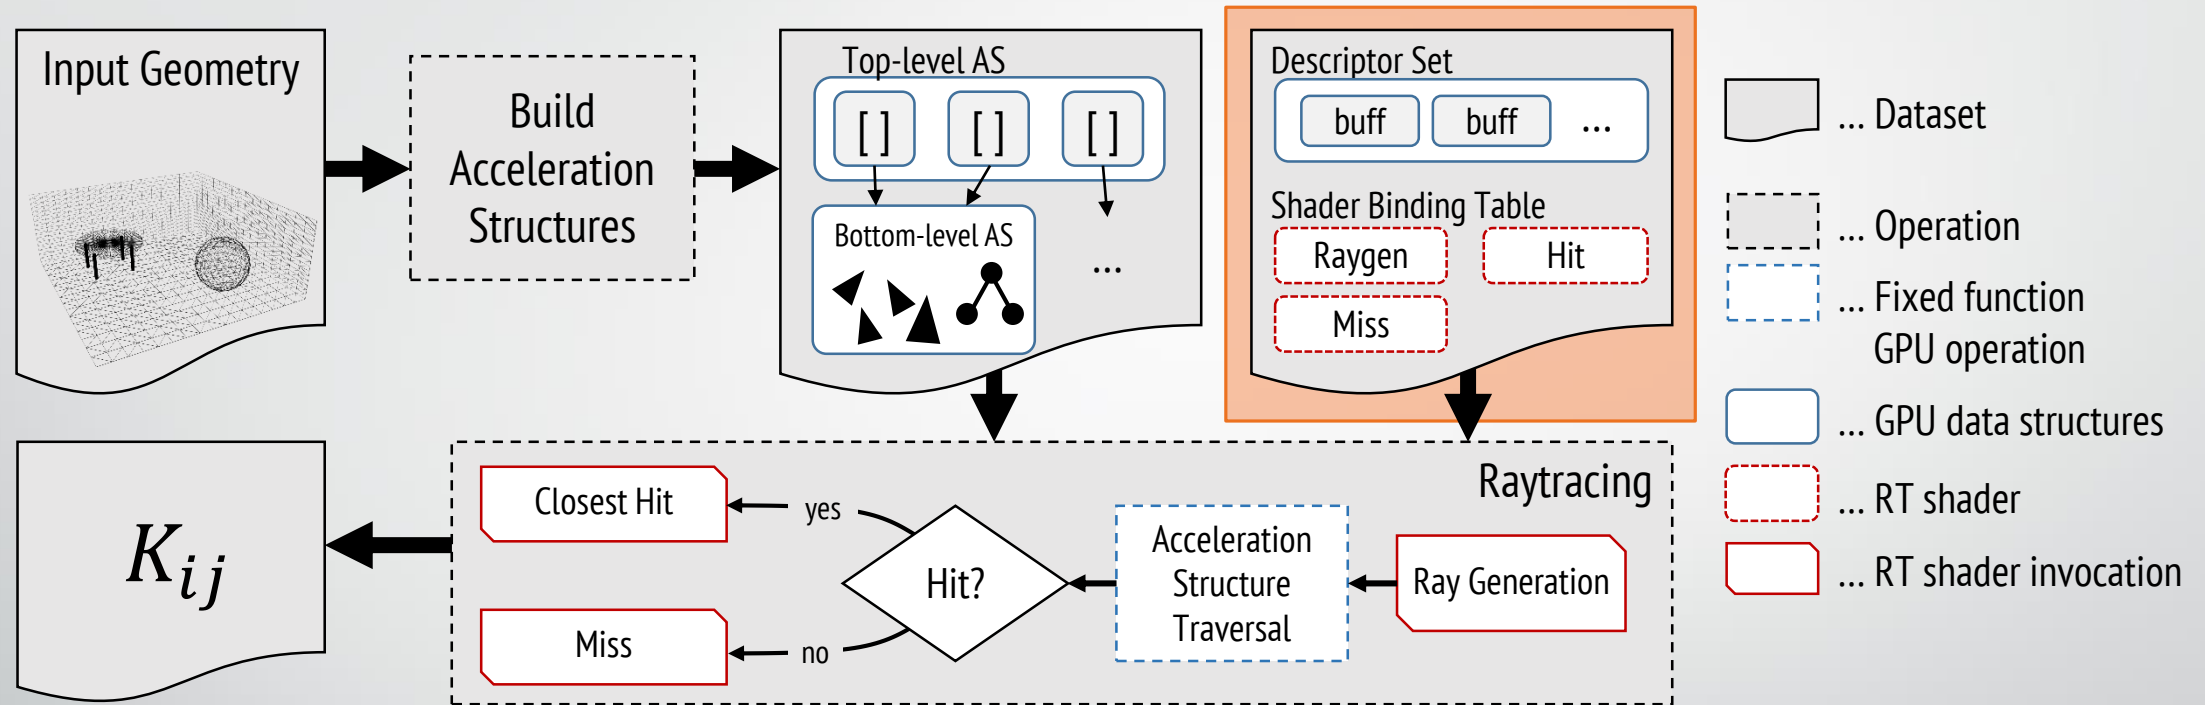 Input Geometry
Build
Acceleration
Structures
Top-level AS
[ ] [ ] [ ]
Bottom-level AS
...
Descriptor Set
buff buff ...
Shader Binding Table
Raygen Hit
Miss
... Dataset
... Operation
... Fixed function
GPU operation
... GPU data structures
... RT shader
... RT shader invocation
Raytracing
Ray Generation
Acceleration
Structure
Traversal
Hit?
yes
no
Closest Hit
Miss
K_{ij}